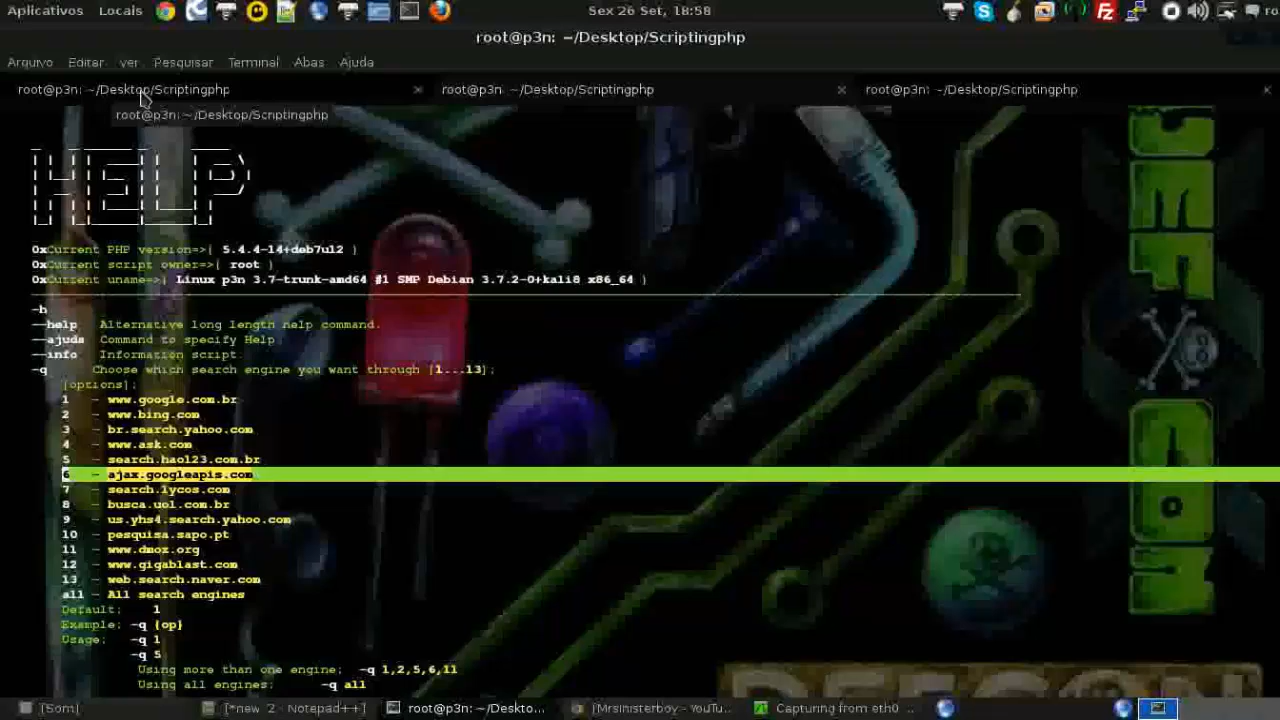 Aplicativos Locais Sex 26 Set, 18:58 ro
root@p3n: ~/Desktop/Scriptingphp
Arquivo Editar ver Pesquisar Terminal Abas Ajuda
root@p3n: ~/Desktop/Scriptingphp × root@p3n: ~/Desktop/Scriptingphp × root@p3n: ~/Desktop/Scriptingphp ×
root@p3n: ~/Desktop/Scriptingphp
HELP
0xCurrent PHP version=>[ 5.4.4-14+deb7u12 ]
0xCurrent script owner=>[ root ]
0xCurrent uname=>[ Linux p3n 3.7-trunk-amd64 #1 SMP Debian 3.7.2-0+kali8 x86_64 ]
-h
--help Alternative long length help command.
--ajuda Command to specify Help.
--info Information script.
-q Choose which search engine you want through [1...13];
[options];
1 - www.google.com.br
2 - www.bing.com
3 - br.search.yahoo.com
4 - www.ask.com
5 - search.hao123.com.br
6 - ajax.googleapis.com
7 - search.lycos.com
8 - busca.uol.com.br
9 - us.yhs4.search.yahoo.com
10 - pesquisa.sapo.pt
11 - www.dmoz.org
12 - www.gigablast.com
13 - web.search.naver.com
all - All search engines
Default: 1
Example: -q {op}
Usage: -q 1
-q 5
Using more than one engine; -q 1,2,5,6,11
Using all engines: -q all
DEF CON
DEFCON
[Som] [*new 2 - Notepad++] root@p3n: ~/Deskto... [Mrsinisterboy - YouTu... Capturing from eth0 ...